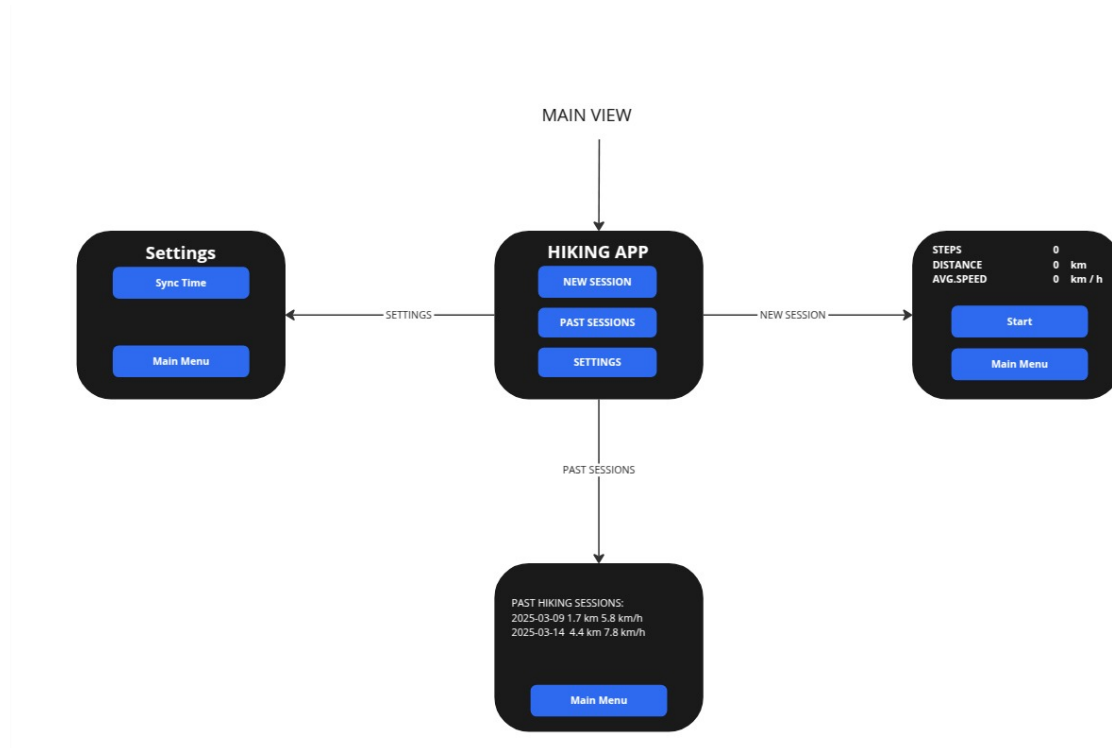 MAIN VIEW
Settings
Sync Time
Main Menu
SETTINGS
HIKING APP
NEW SESSION
PAST SESSIONS
SETTINGS
NEW SESSION
STEPS 0
DISTANCE 0 km
AVG.SPEED 0 km / h
Start
Main Menu
PAST SESSIONS
PAST HIKING SESSIONS:
2025-03-09 1.7 km 5.8 km/h
2025-03-14 4.4 km 7.8 km/h
Main Menu